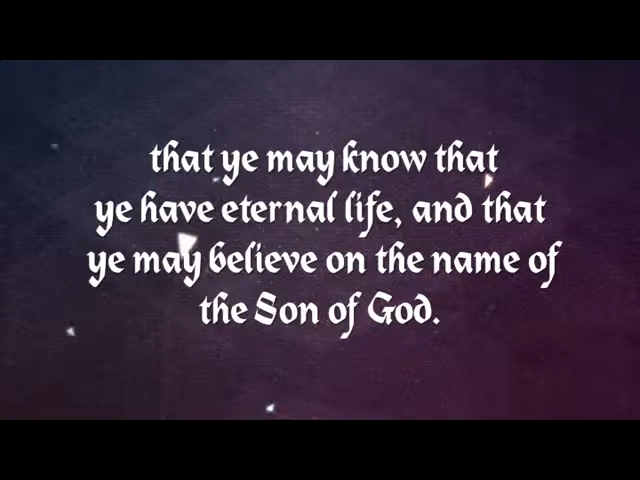 that ye may know that
ye have eternal life, and that
ye may believe on the name of
the Son of God.